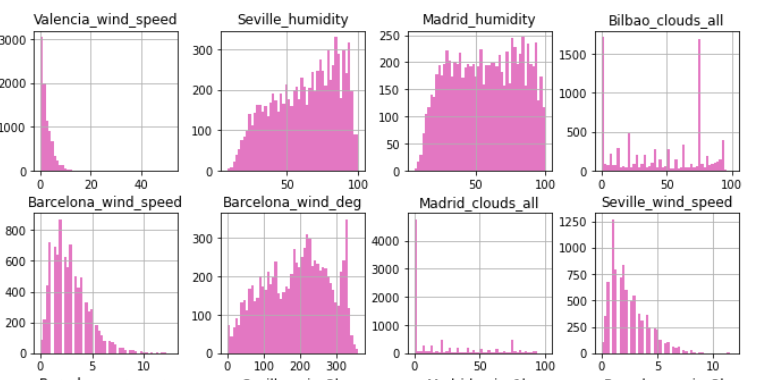 Valencia_wind_speed Seville_humidity Madrid_humidity Bilbao_clouds_all
3000 300 250 1500
200
2000 200 150 1000
1000 100 100 500
50
0 0 0 0
0 20 40 50 100 50 100 0 50 100
Barcelona_wind_speed Barcelona_wind_deg Madrid_clouds_all Seville_wind_speed
800 300 4000 1250
600 3000 1000
400 200 2000 750
200 100 1000 500
250
0 0 0 0
0 5 10 0 100 200 300 0 50 100 0 5 10